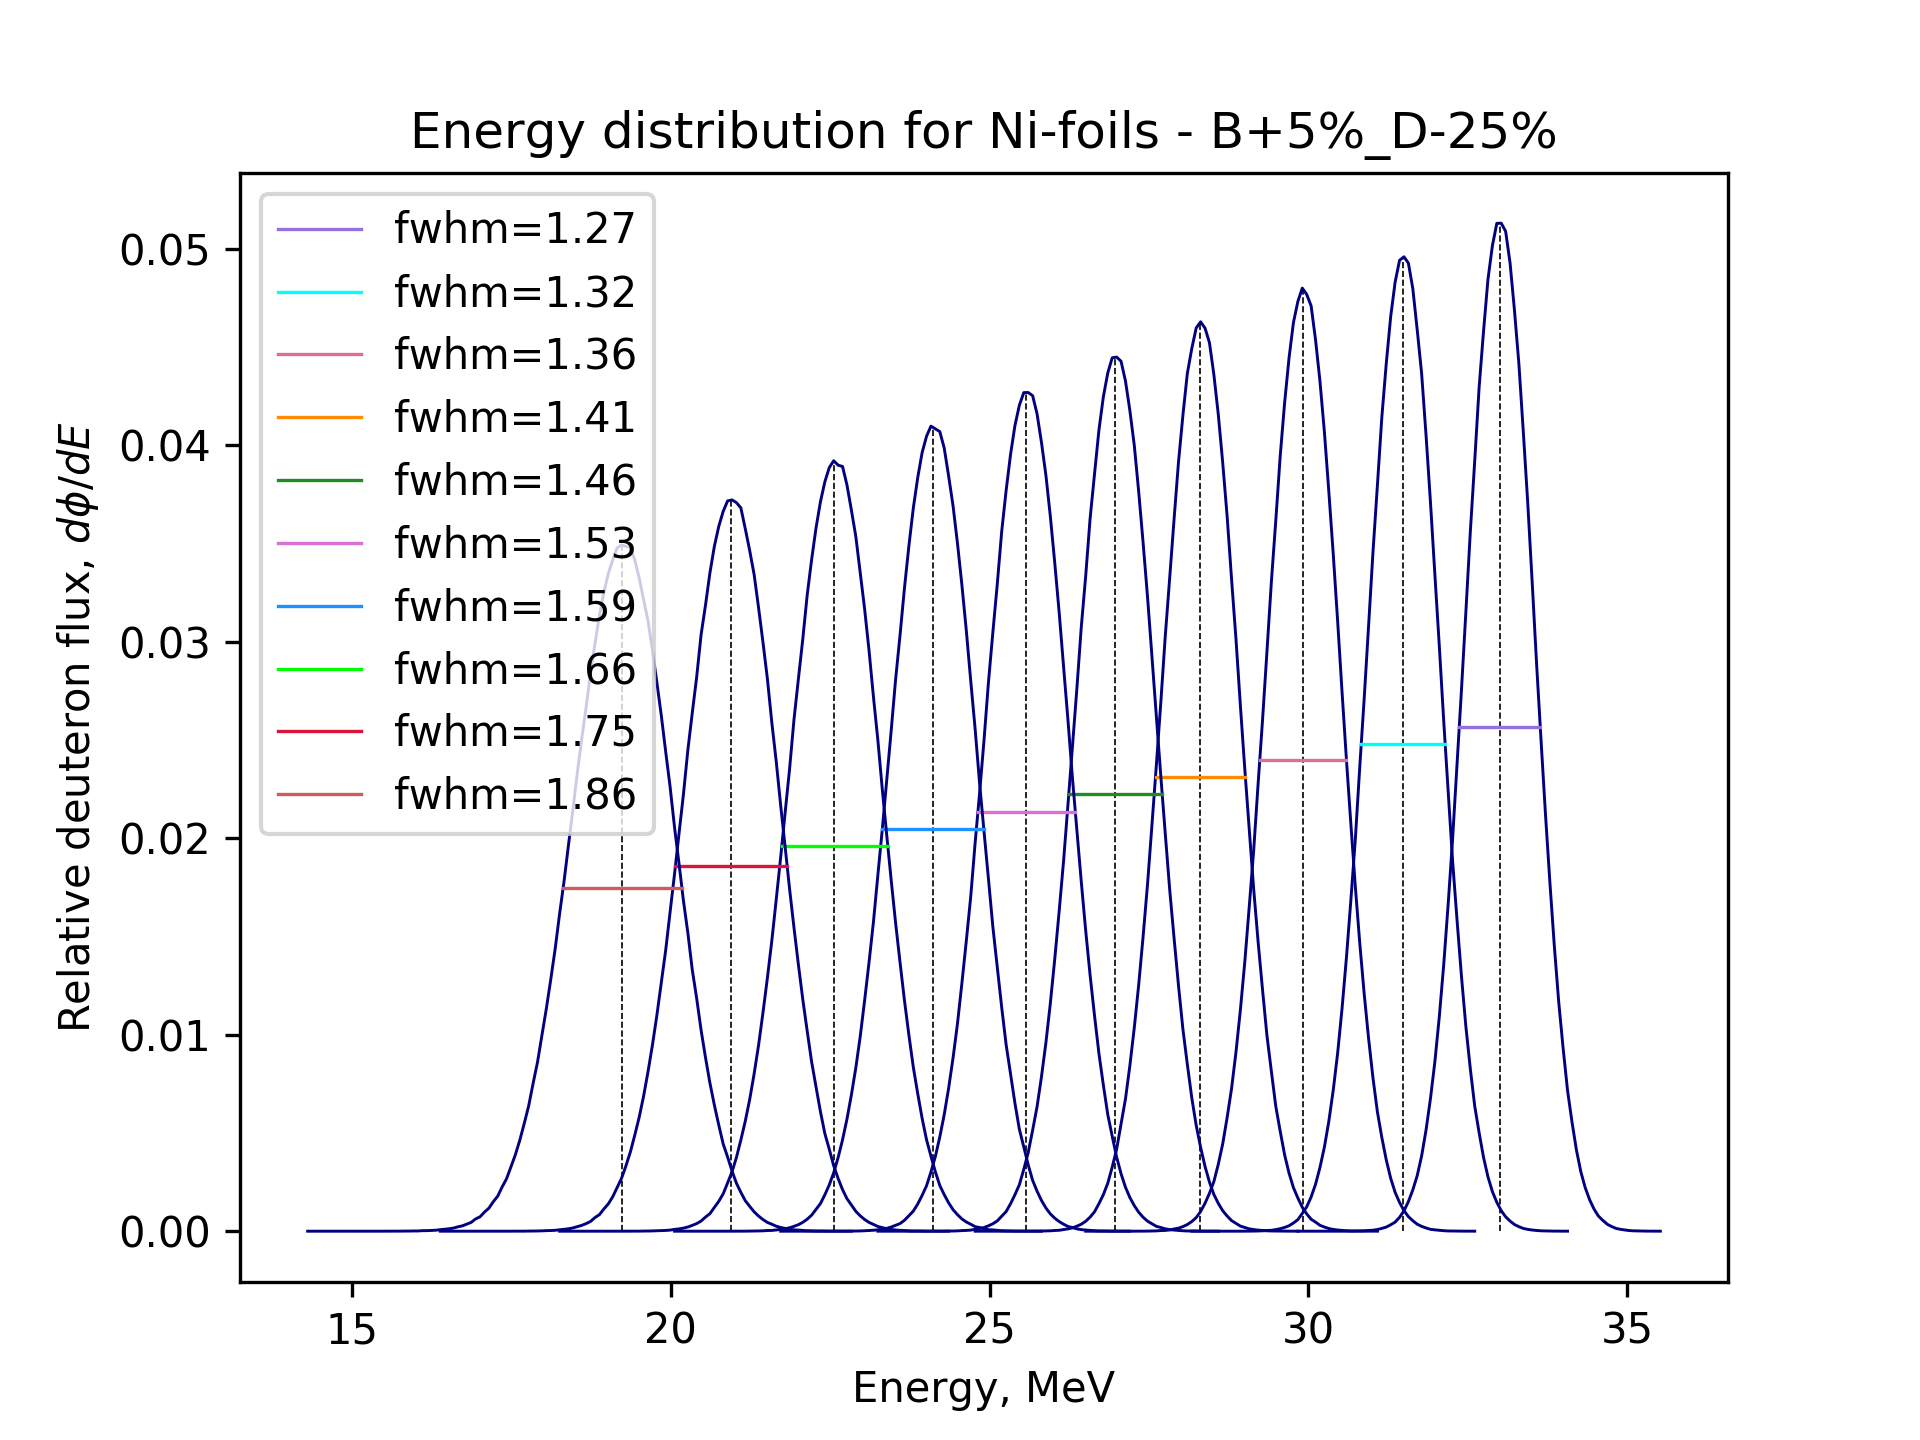 Energy distribution for Ni-foils - B+5%_D-25%
fwhm=1.27
fwhm=1.32
fwhm=1.36
fwhm=1.41
fwhm=1.46
fwhm=1.53
fwhm=1.59
fwhm=1.66
fwhm=1.75
fwhm=1.86
Relative deuteron flux, dϕ/dE
0.05
0.04
0.03
0.02
0.01
0.00
15 20 25 30 35
Energy, MeV